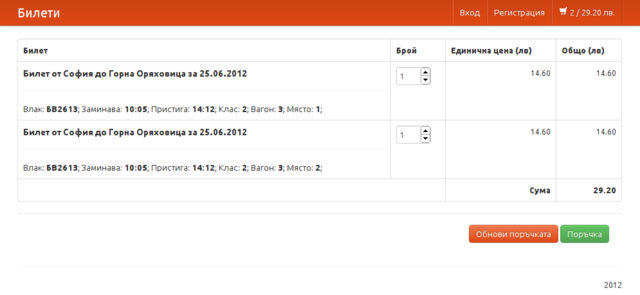 Билети
Вход
Регистрация
2 / 29.20 лв.
Билет
Брой
Единична цена (лв)
Общо (лв)
Билет от София до Горна Оряховица за 25.06.2012
1
14.60
14.60
Влак: БВ2613; Заминава: 10:05; Пристига: 14:12; Клас: 2; Вагон: 3; Място: 1;
Билет от София до Горна Оряховица за 25.06.2012
1
14.60
14.60
Влак: БВ2613; Заминава: 10:05; Пристига: 14:12; Клас: 2; Вагон: 3; Място: 2;
Сума
29.20
Обнови поръчката
Поръчка
2012